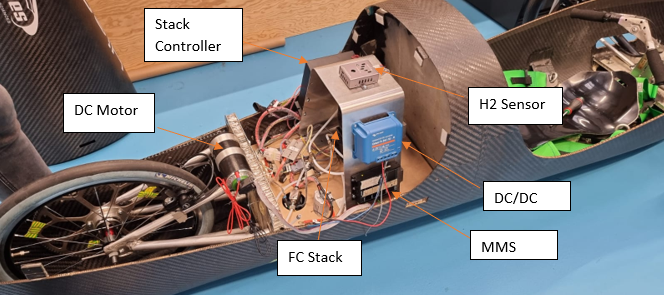 Stack
Controller
DC Motor
H2 Sensor
DC/DC
MMS
FC Stack